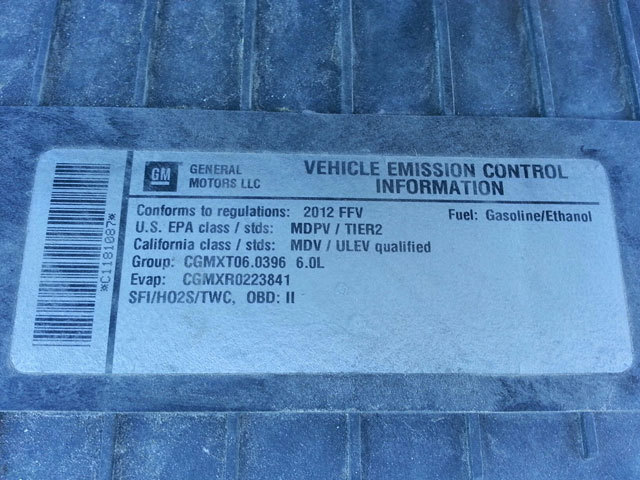 GM
GENERAL
MOTORS LLC
VEHICLE EMISSION CONTROL
INFORMATION
Conforms to regulations: 2012 FFV Fuel: Gasoline/Ethanol
U.S. EPA class / stds: MDPV / TIER2
California class / stds: MDV / ULEV qualified
Group: CGMXT06.0396 6.0L
Evap: CGMXR0223841
SFI/HO2S/TWC, OBD: II
*C1181087*